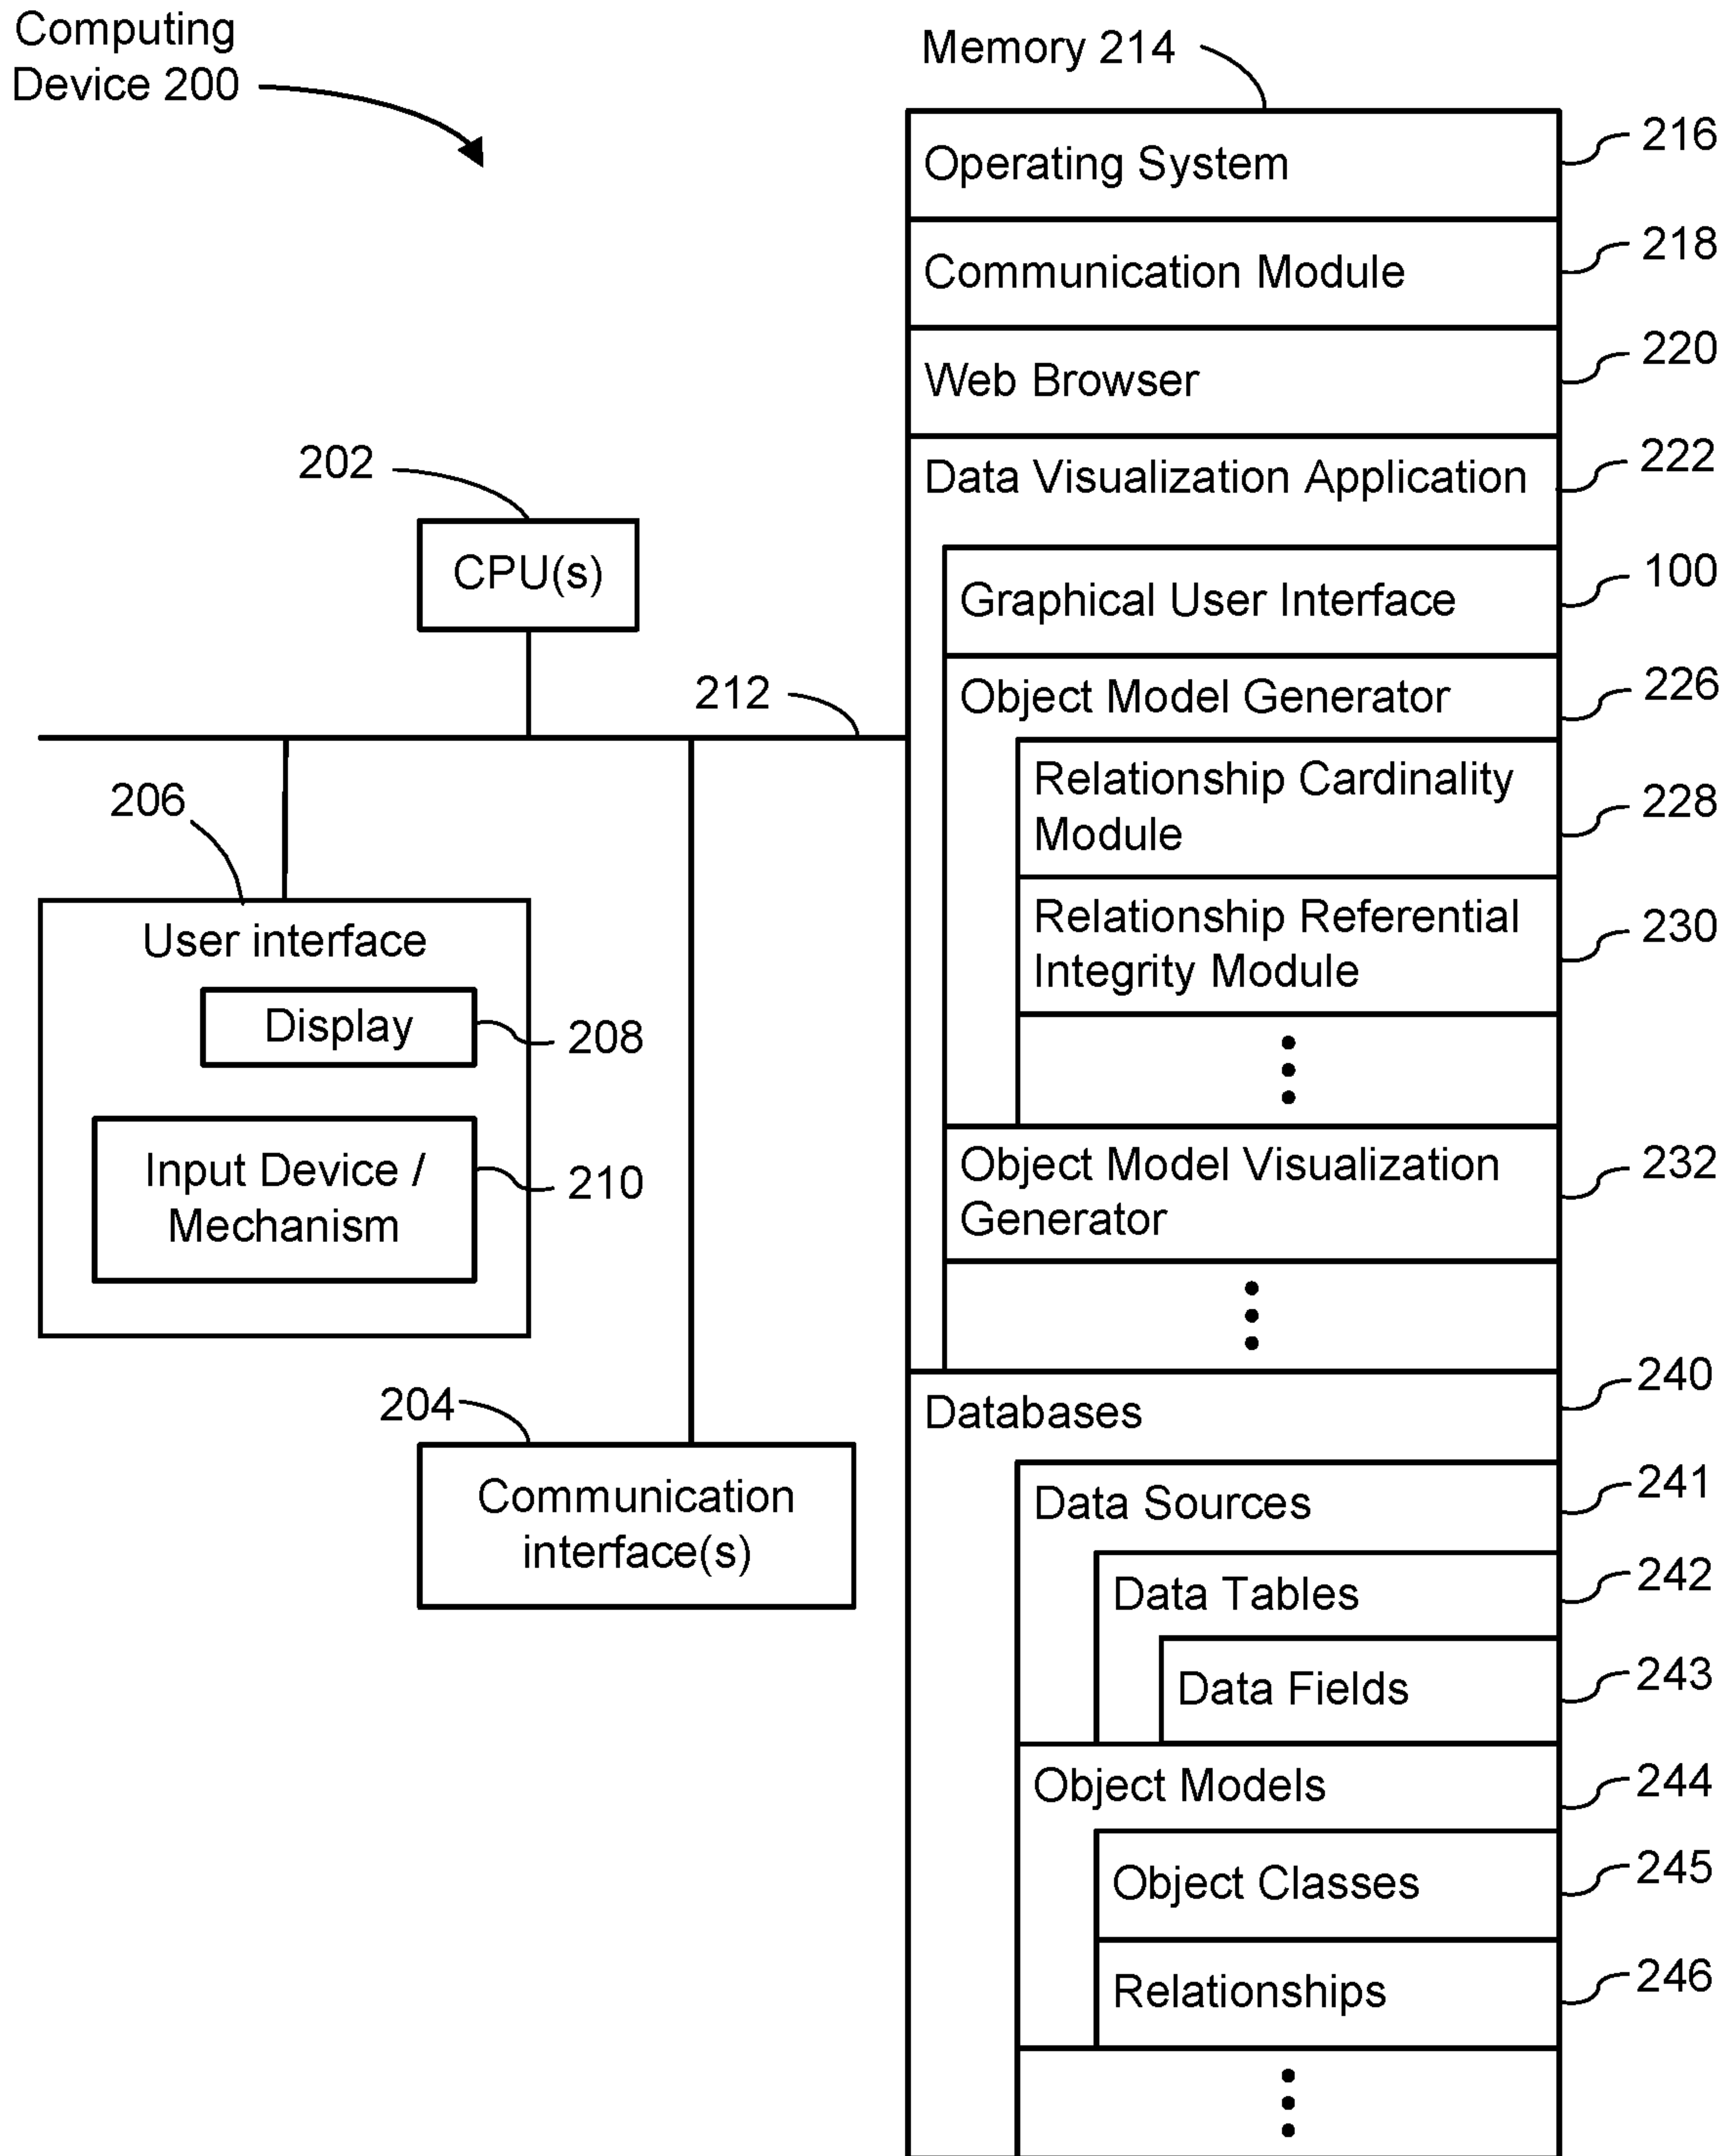 Computing
Device 200
202
CPU(s)
212
206
User interface
Display
208
Input Device /
Mechanism
210
204
Communication
interface(s)
Memory 214
Operating System
216
Communication Module
218
Web Browser
220
Data Visualization Application
222
Graphical User Interface
100
Object Model Generator
226
Relationship Cardinality
Module
228
Relationship Referential
Integrity Module
230
Object Model Visualization
Generator
232
Databases
240
Data Sources
241
Data Tables
242
Data Fields
243
Object Models
244
Object Classes
245
Relationships
246